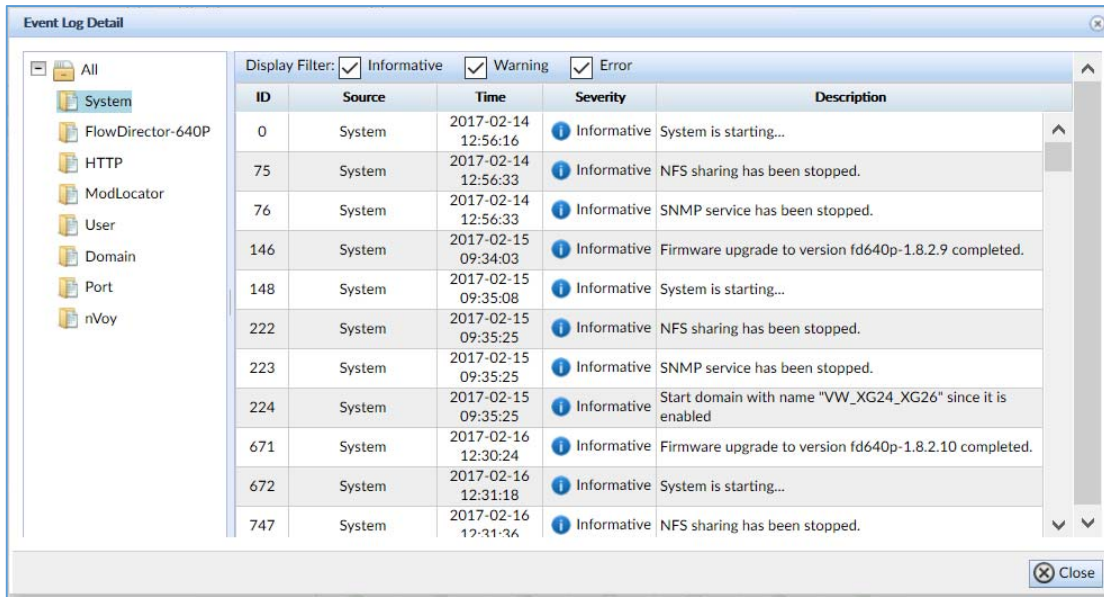 Event Log Detail
All
System
FlowDirector-640P
HTTP
ModLocator
User
Domain
Port
nVoy
Display Filter: Informative Warning Error
ID Source Time Severity Description
0 System 2017-02-14 12:56:16 Informative System is starting...
75 System 2017-02-14 12:56:33 Informative NFS sharing has been stopped.
76 System 2017-02-14 12:56:33 Informative SNMP service has been stopped.
146 System 2017-02-15 09:34:03 Informative Firmware upgrade to version fd640p-1.8.2.9 completed.
148 System 2017-02-15 09:35:08 Informative System is starting...
222 System 2017-02-15 09:35:25 Informative NFS sharing has been stopped.
223 System 2017-02-15 09:35:25 Informative SNMP service has been stopped.
224 System 2017-02-15 09:35:25 Informative Start domain with name "VW_XG24_XG26" since it is enabled
671 System 2017-02-16 12:30:24 Informative Firmware upgrade to version fd640p-1.8.2.10 completed.
672 System 2017-02-16 12:31:18 Informative System is starting...
747 System 2017-02-16 12:31:36 Informative NFS sharing has been stopped.
Close